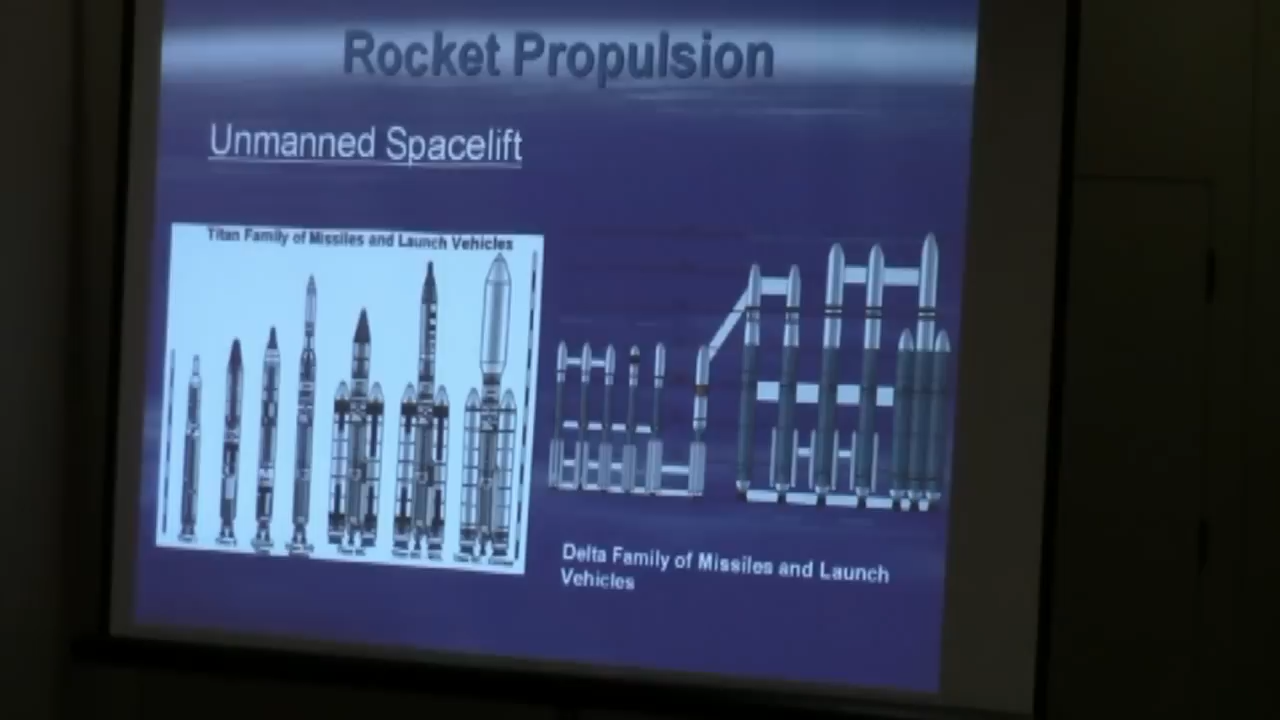 Rocket Propulsion
Unmanned Spacelift
Titan Family of Missiles and Launch Vehicles
Delta Family of Missiles and Launch
Vehicles